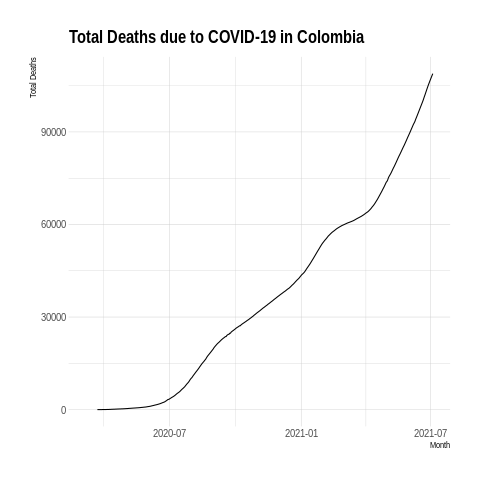 Total Deaths due to COVID-19 in Colombia
Total Deaths
90000
60000
30000
0
2020-07
2021-01
2021-07
Month